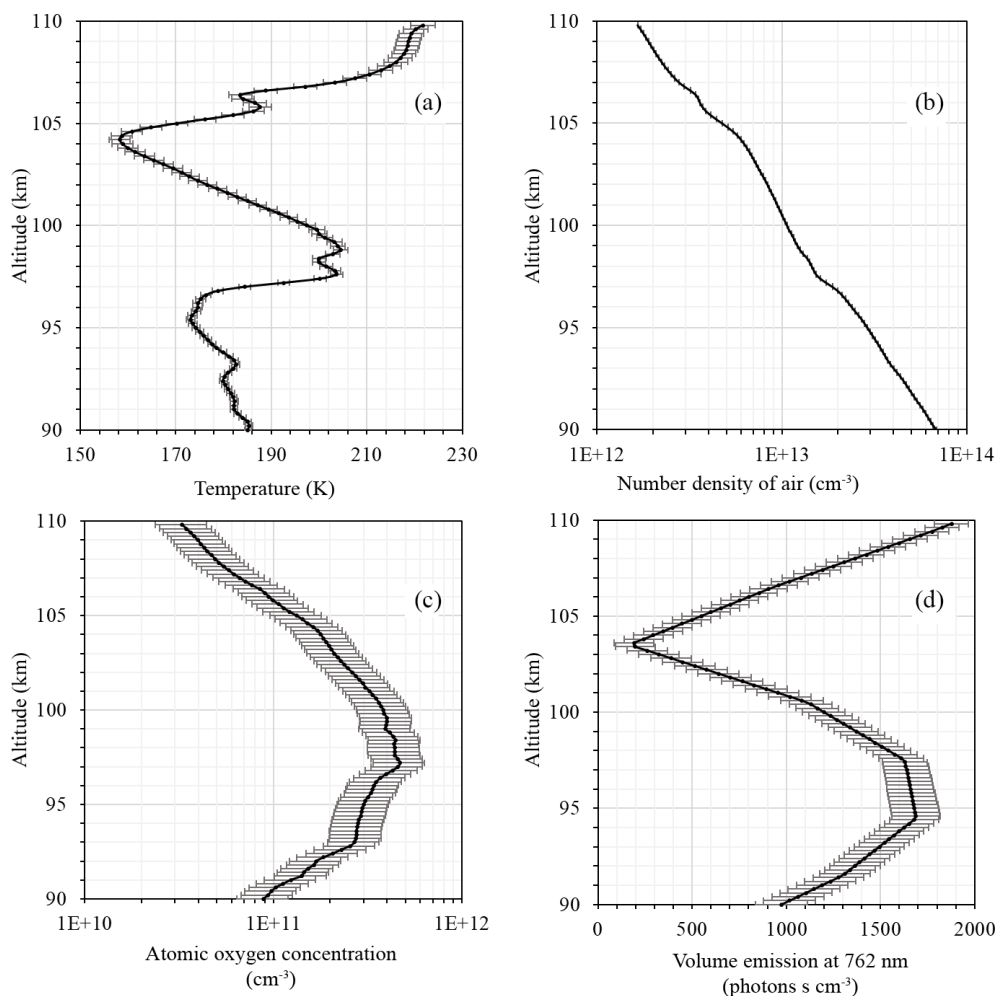 110
105
100
95
90
Altitude (km)
(a)
150 170 190 210 230
Temperature (K)
110
105
100
95
90
Altitude (km)
(b)
1E+12 1E+13 1E+14
Number density of air (cm-3)
110
105
100
95
90
Altitude (km)
(c)
1E+10 1E+11 1E+12
Atomic oxygen concentration
(cm-3)
110
105
100
95
90
Altitude (km)
(d)
0 500 1000 1500 2000
Volume emission at 762 nm
(photons s cm-3)